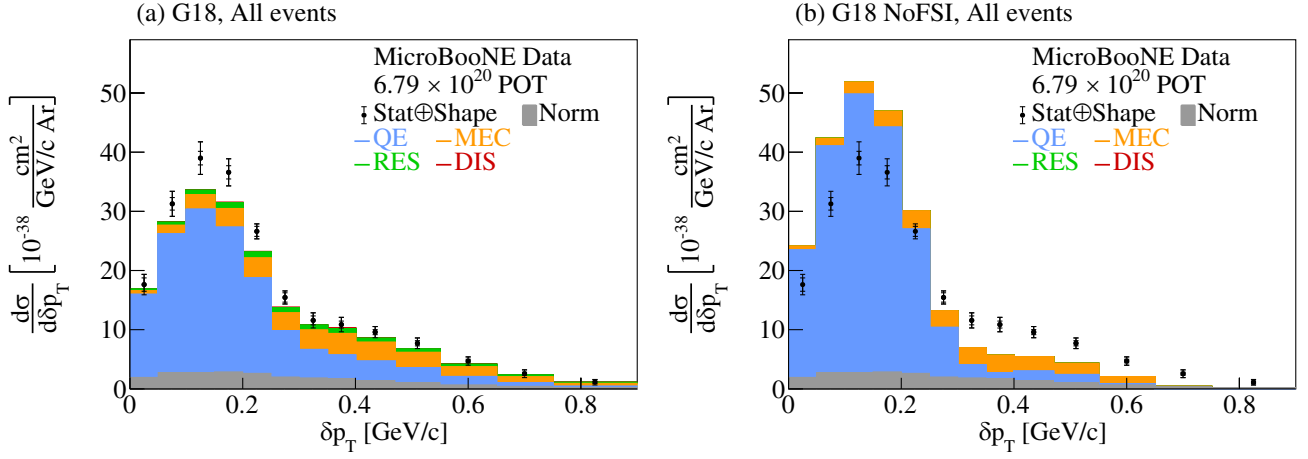 (a) G18, All events
MicroBooNE Data
6.79 × 10^20 POT
Stat⊕Shape Norm
QE MEC
RES DIS
dσ/dδp_T [10^-38 cm^2/(GeV/c Ar)]
50
40
30
20
10
0
0 0.2 0.4 0.6 0.8
δp_T [GeV/c]
(b) G18 NoFSI, All events
MicroBooNE Data
6.79 × 10^20 POT
Stat⊕Shape Norm
QE MEC
RES DIS
dσ/dδp_T [10^-38 cm^2/(GeV/c Ar)]
50
40
30
20
10
0
0 0.2 0.4 0.6 0.8
δp_T [GeV/c]